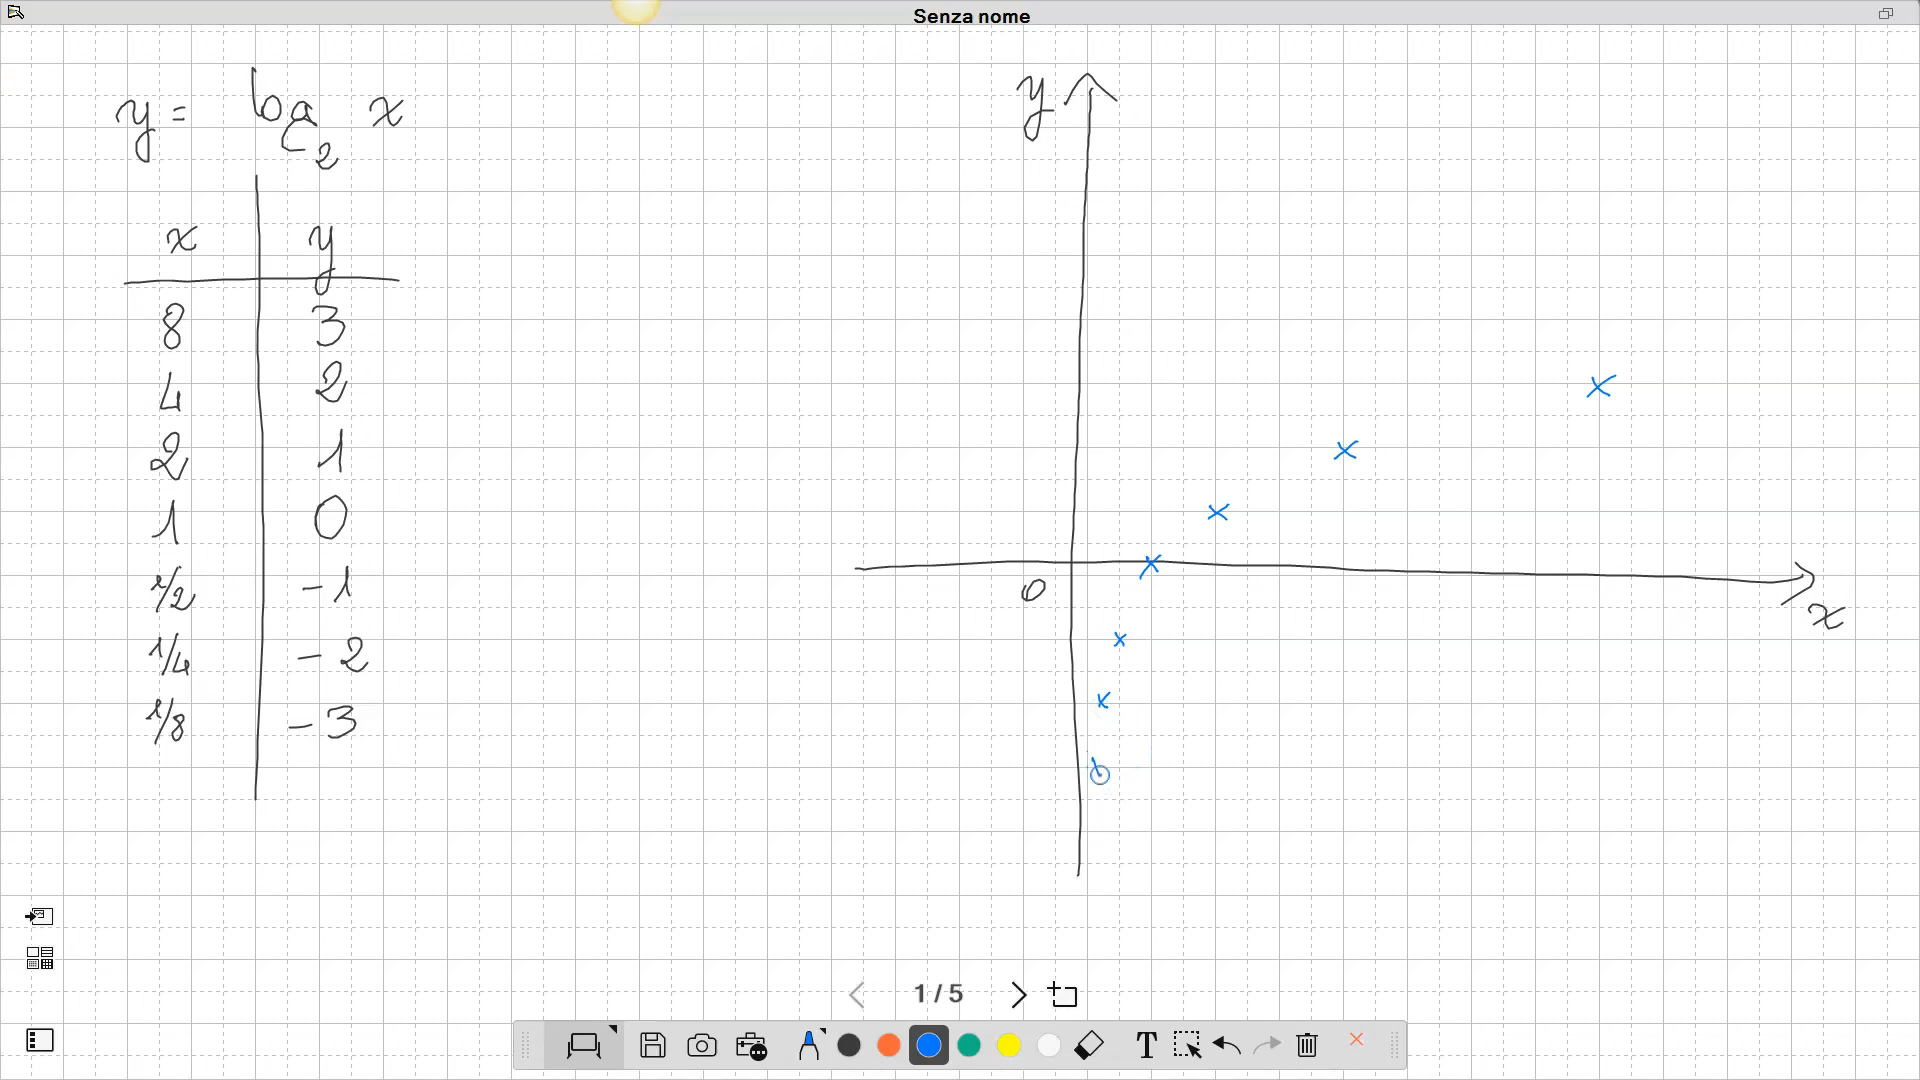 Senza nome
y = log₂ x
x y
8 3
4 2
2 1
1 0
1/2 -1
1/4 -2
1/8 -3
y
0
x
1 / 5
T